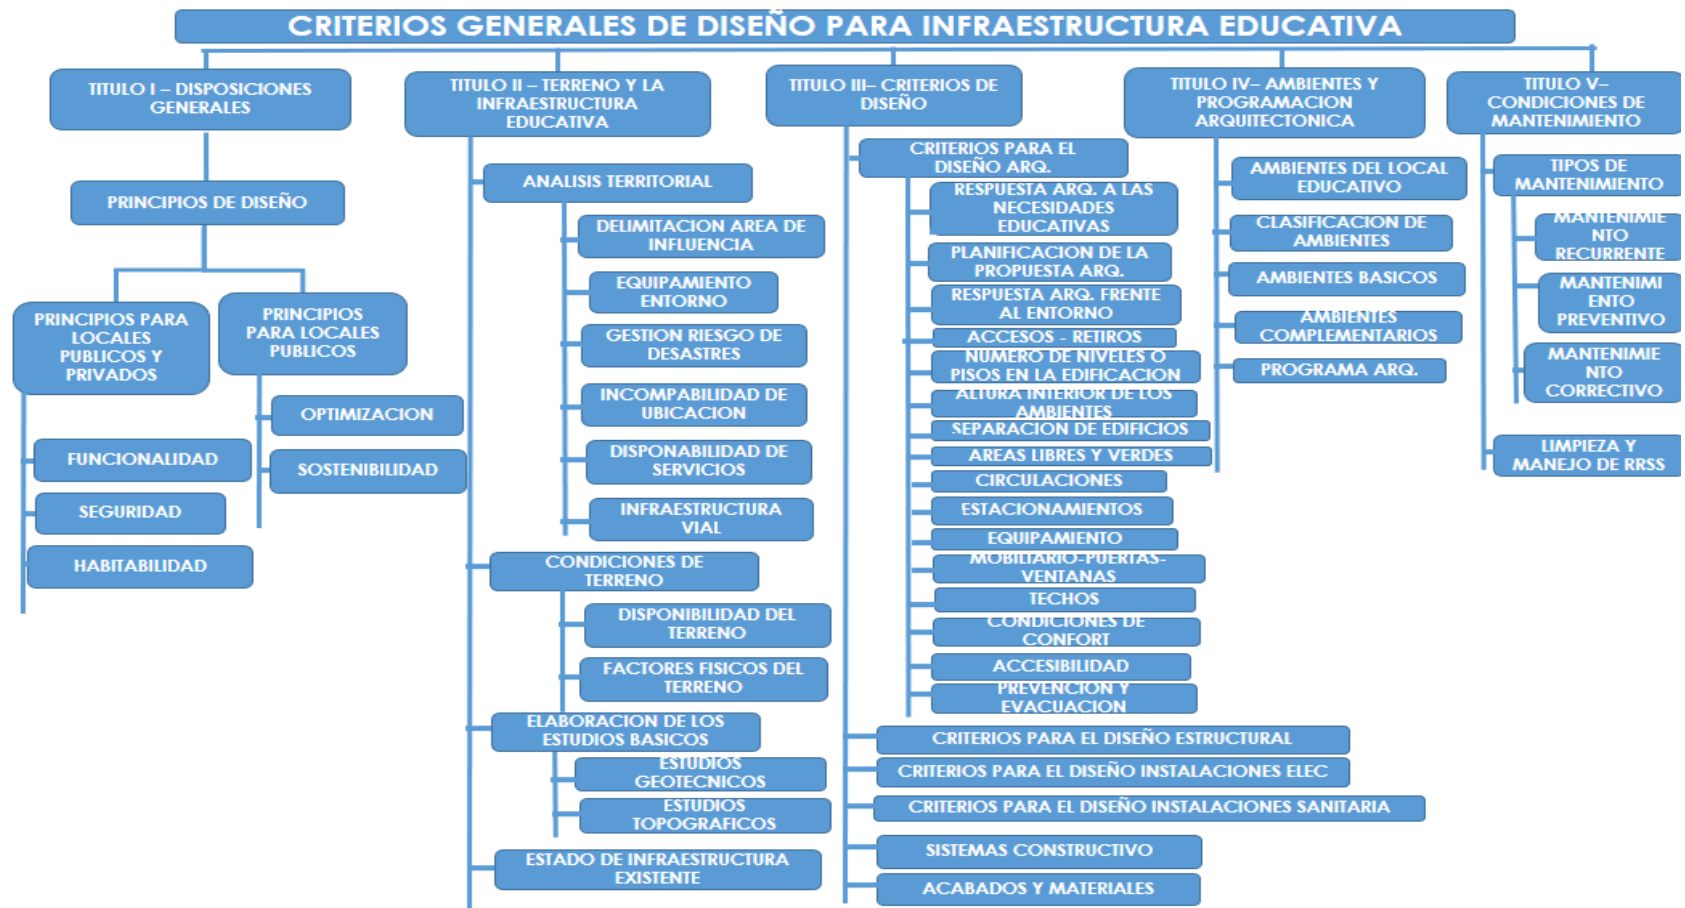 CRITERIOS GENERALES DE DISEÑO PARA INFRAESTRUCTURA EDUCATIVA
TITULO I – DISPOSICIONES
GENERALES
PRINCIPIOS DE DISEÑO
PRINCIPIOS PARA
LOCALES
PUBLICOS Y
PRIVADOS
FUNCIONALIDAD
SEGURIDAD
HABITABILIDAD
PRINCIPIOS
PARA LOCALES
PUBLICOS
OPTIMIZACION
SOSTENIBILIDAD
TITULO II – TERRENO Y LA
INFRAESTRUCTURA
EDUCATIVA
ANALISIS TERRITORIAL
DELIMITACION AREA DE
INFLUENCIA
EQUIPAMIENTO
ENTORNO
GESTION RIESGO DE
DESASTRES
INCOMPABILIDAD DE
UBICACION
DISPONABILIDAD DE
SERVICIOS
INFRAESTRUCTURA
VIAL
CONDICIONES DE
TERRENO
DISPONIBILIDAD DEL
TERRENO
FACTORES FISICOS DEL
TERRENO
ELABORACION DE LOS
ESTUDIOS BASICOS
ESTUDIOS
GEOTECNICOS
ESTUDIOS
TOPOGRAFICOS
ESTADO DE INFRAESTRUCTURA
EXISTENTE
TITULO III– CRITERIOS DE
DISEÑO
CRITERIOS PARA EL
DISEÑO ARQ.
RESPUESTA ARQ. A LAS
NECESIDADES
EDUCATIVAS
PLANIFICACION DE LA
PROPUESTA ARQ.
RESPUESTA ARQ. FRENTE
AL ENTORNO
ACCESOS - RETIROS
NUMERO DE NIVELES O
PISOS EN LA EDIFICACION
ALTURA INTERIOR DE LOS
AMBIENTES
SEPARACION DE EDIFICIOS
AREAS LIBRES Y VERDES
CIRCULACIONES
ESTACIONAMIENTOS
EQUIPAMIENTO
MOBILIARIO-PUERTAS-
VENTANAS
TECHOS
CONDICIONES DE
CONFORT
ACCESIBILIDAD
PREVENCION Y
EVACUACION
CRITERIOS PARA EL DISEÑO ESTRUCTURAL
CRITERIOS PARA EL DISEÑO INSTALACIONES ELEC
CRITERIOS PARA EL DISEÑO INSTALACIONES SANITARIA
SISTEMAS CONSTRUCTIVO
ACABADOS Y MATERIALES
TITULO IV– AMBIENTES Y
PROGRAMACION
ARQUITECTONICA
AMBIENTES DEL LOCAL
EDUCATIVO
CLASIFICACION DE
AMBIENTES
AMBIENTES BASICOS
AMBIENTES
COMPLEMENTARIOS
PROGRAMA ARQ.
TITULO V–
CONDICIONES DE
MANTENIMIENTO
TIPOS DE
MANTENIMIENTO
MANTENIMIE
NTO
RECURRENTE
MANTENIMI
ENTO
PREVENTIVO
MANTENIMIE
NTO
CORRECTIVO
LIMPIEZA Y
MANEJO DE RRSS